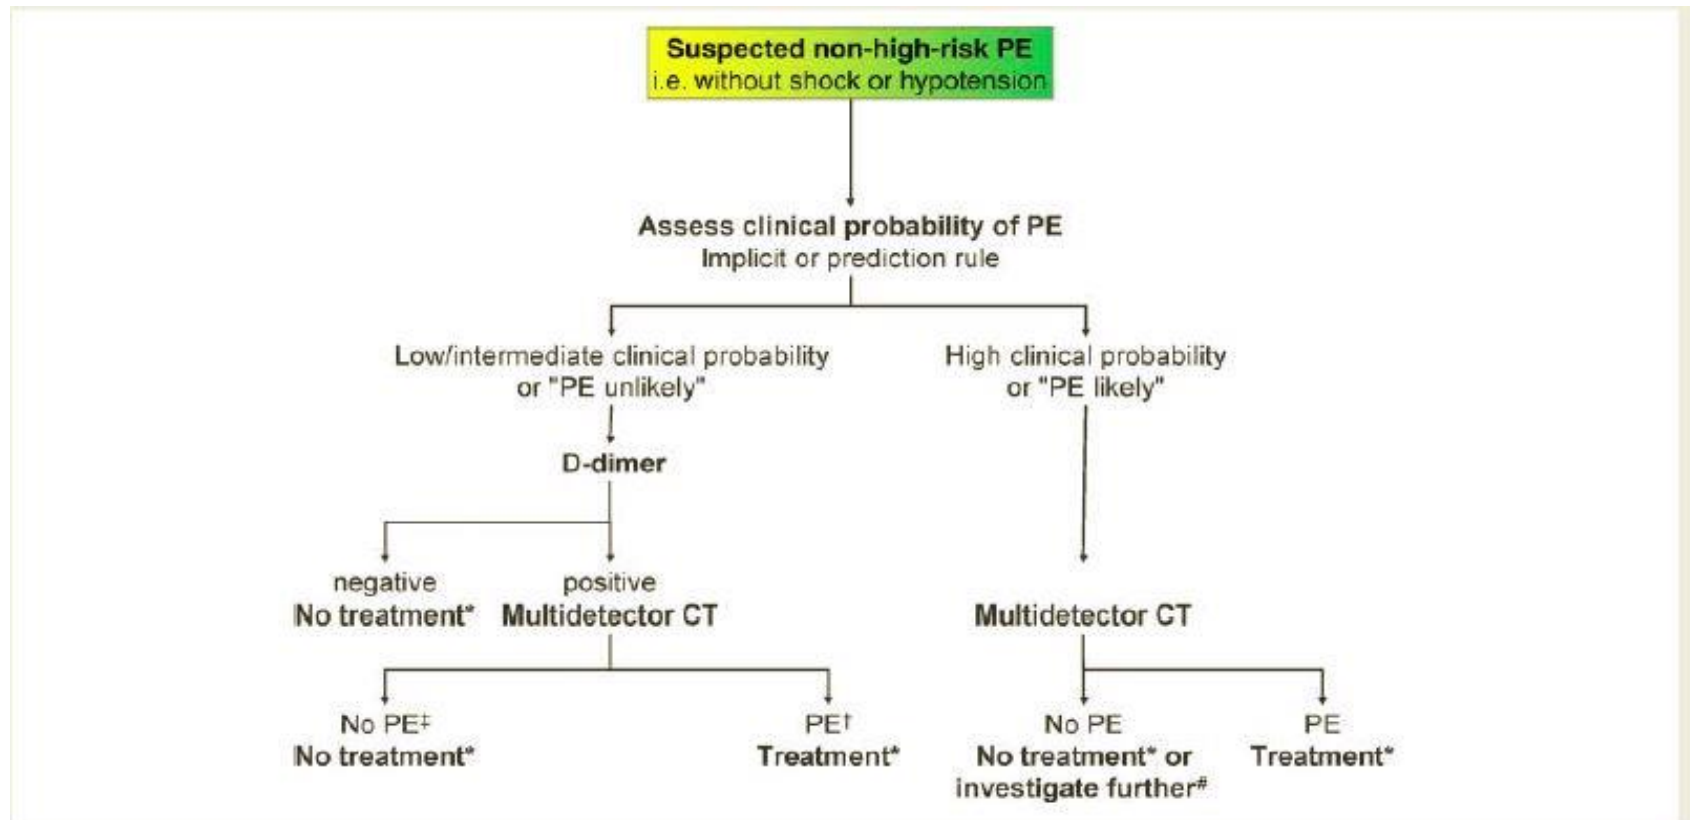 Suspected non-high-risk PE
i.e. without shock or hypotension
Assess clinical probability of PE
Implicit or prediction rule
Low/intermediate clinical probability
or "PE unlikely"
High clinical probability
or "PE likely"
D-dimer
negative
No treatment*
positive
Multidetector CT
Multidetector CT
No PE‡
No treatment*
PE†
Treatment*
No PE
No treatment* or
investigate further#
PE
Treatment*